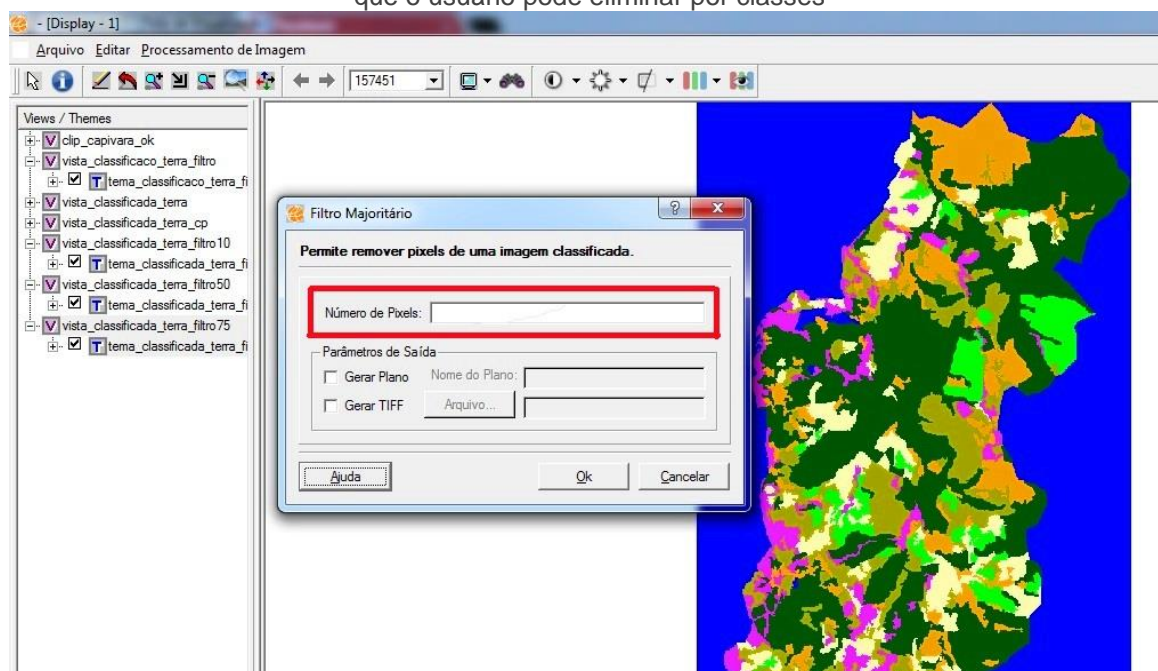 que o usuário pode eliminar por classes
- [Display - 1]
Arquivo Editar Processamento de Imagem
157451
Views / Themes
clip_capivara_ok
vista_classificaco_terra_filtro
tema_classificaco_terra_fi
vista_classificada_terra
vista_classificada_terra_cp
vista_classificada_terra_filtro10
tema_classificada_terra_fi
vista_classificada_terra_filtro50
tema_classificada_terra_fi
vista_classificada_terra_filtro75
tema_classificada_terra_fi
Filtro Majoritário
Permite remover pixels de uma imagem classificada.
Número de Pixels:
Parâmetros de Saída
Gerar Plano Nome do Plano:
Gerar TIFF Arquivo...
Ajuda Ok Cancelar